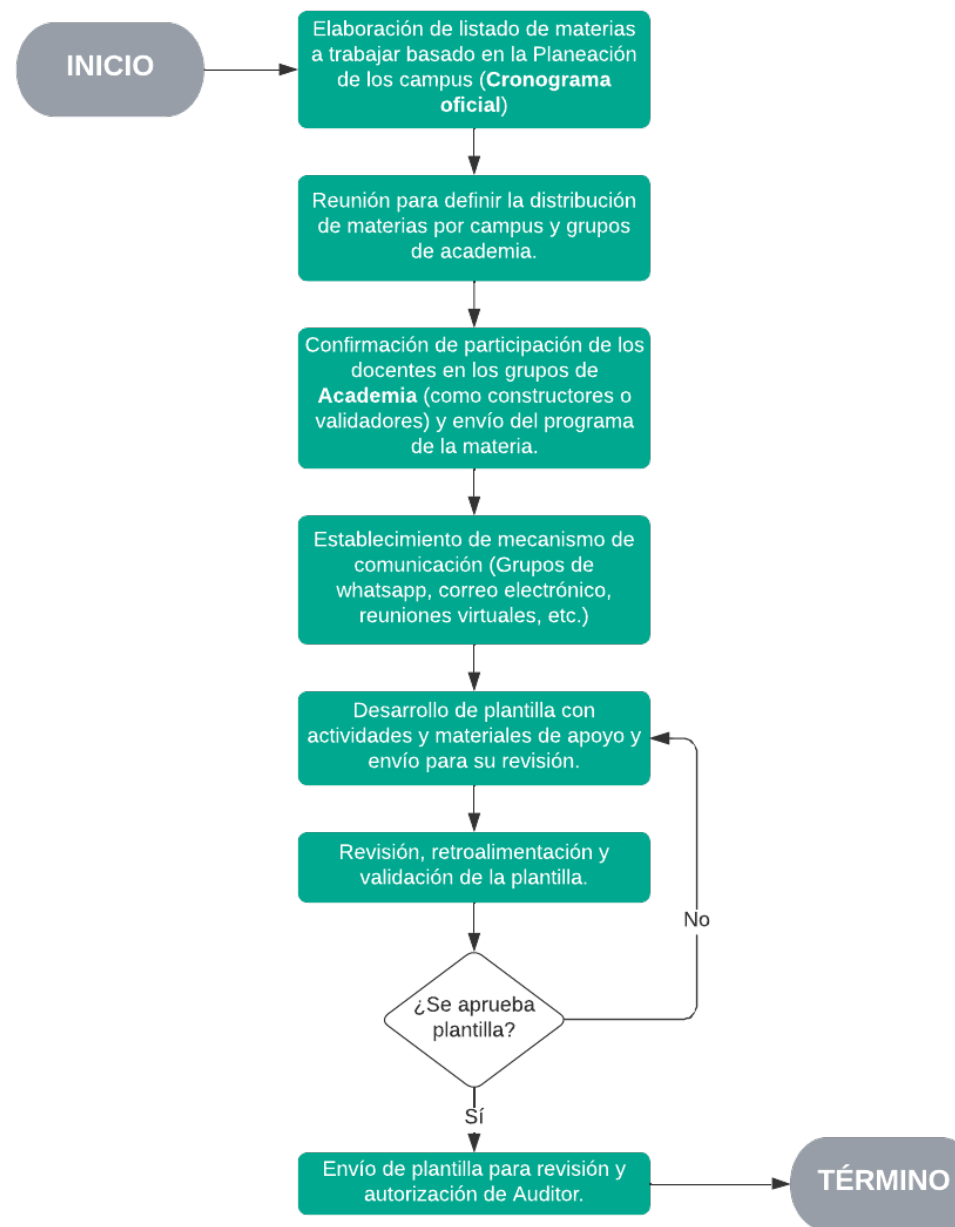 INICIO
Elaboración de listado de materias
a trabajar basado en la Planeación
de los campus (Cronograma
oficial)
Reunión para definir la distribución
de materias por campus y grupos
de academia.
Confirmación de participación de los
docentes en los grupos de
Academia (como constructores o
validadores) y envío del programa
de la materia.
Establecimiento de mecanismo de
comunicación (Grupos de
whatsapp, correo electrónico,
reuniones virtuales, etc.)
Desarrollo de plantilla con
actividades y materiales de apoyo y
envío para su revisión.
Revisión, retroalimentación y
validación de la plantilla.
No
¿Se aprueba
plantilla?
Sí
Envío de plantilla para revisión y
autorización de Auditor.
TÉRMINO